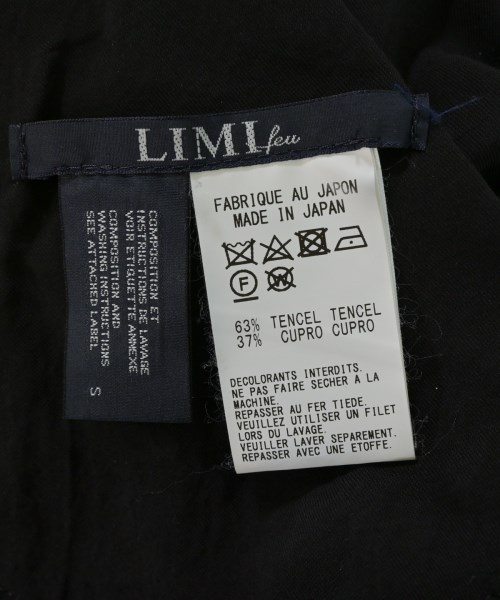 LIMI feu
COMPOSITION ET
INSTRUCTIONS DE LAVAGE
VOIR ETIQUETTE ANNEXE
COMPOSITION AND
WASHING INSTRUCTIONS
SEE ATTACHED LABEL
S
FABRIQUE AU JAPON
MADE IN JAPAN
F W
63% TENCEL TENCEL
37% CUPRO CUPRO
DECOLORANTS INTERDITS.
NE PAS FAIRE SECHER A LA
MACHINE.
REPASSER AU FER TIEDE.
VEUILLEZ UTILISER UN FILET
LORS DU LAVAGE.
VEUILLER LAVER SEPAREMENT.
REPASSER AVEC UNE ETOFFE.